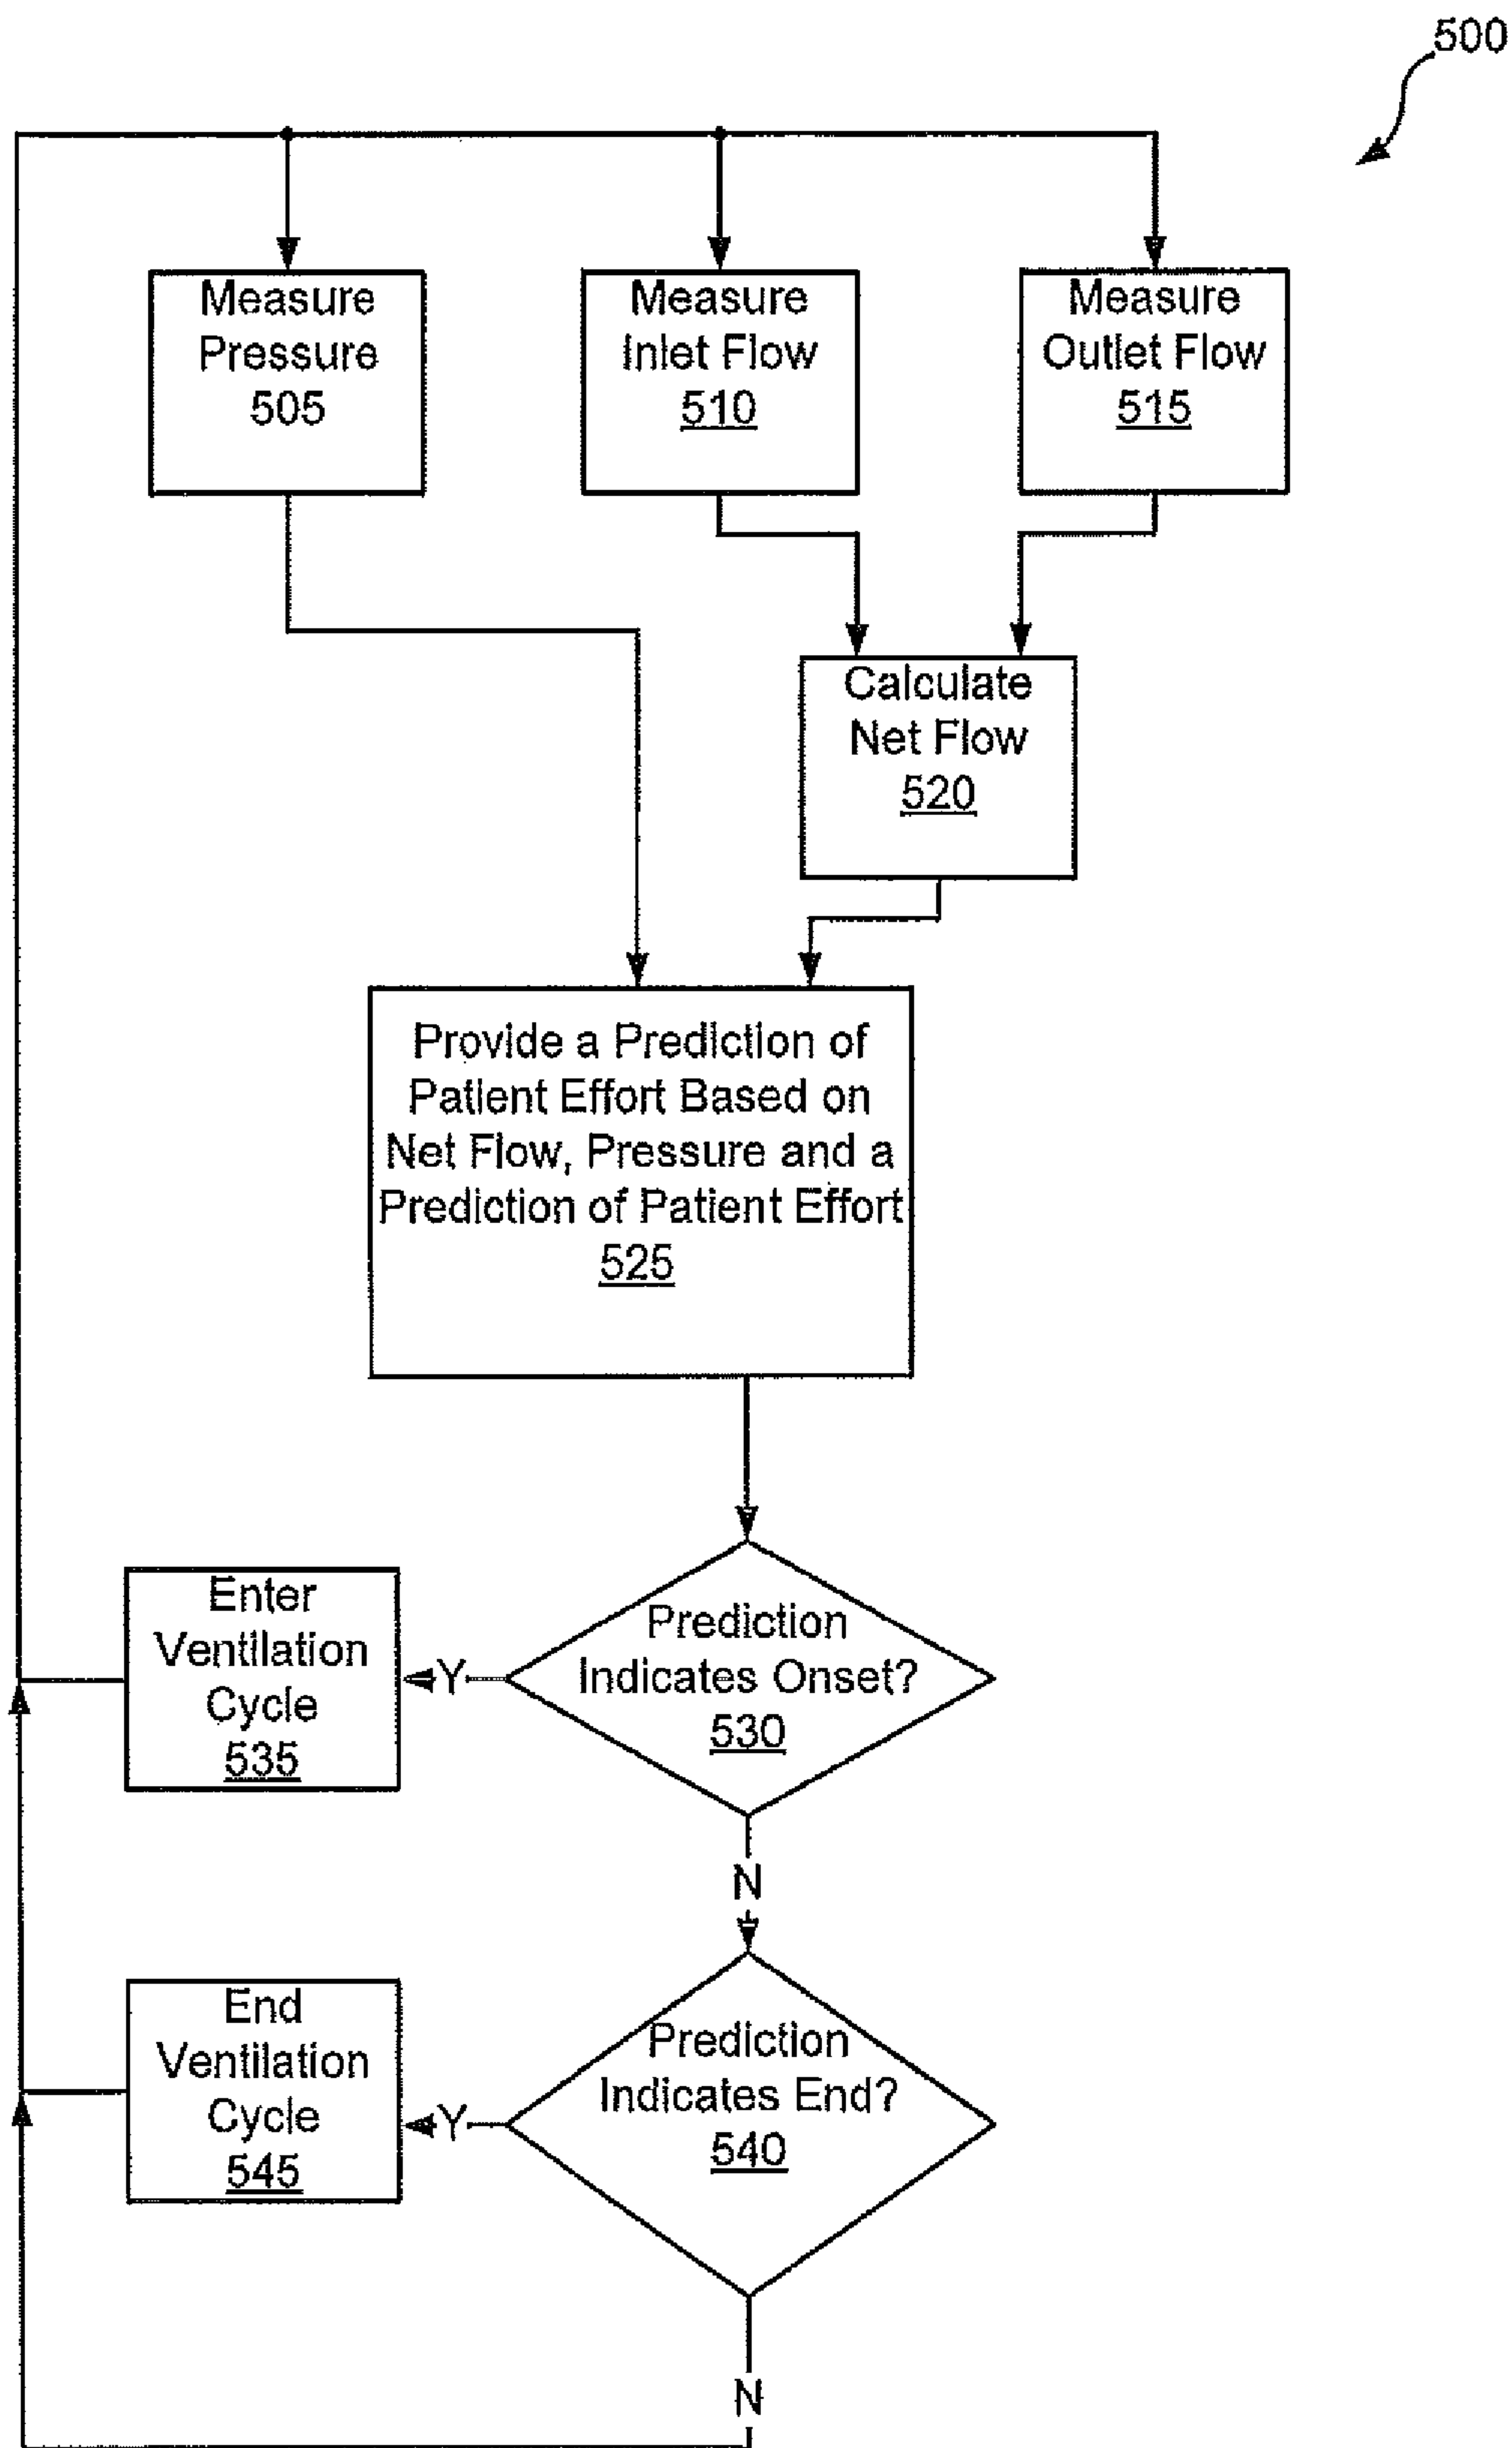 500
Measure
Pressure
505
Measure
Inlet Flow
510
Measure
Outlet Flow
515
Calculate
Net Flow
520
Provide a Prediction of
Patient Effort Based on
Net Flow, Pressure and a
Prediction of Patient Effort
525
Prediction
Indicates Onset?
530
Y
Enter
Ventilation
Cycle
535
N
Prediction
Indicates End?
540
Y
End
Ventilation
Cycle
545
N